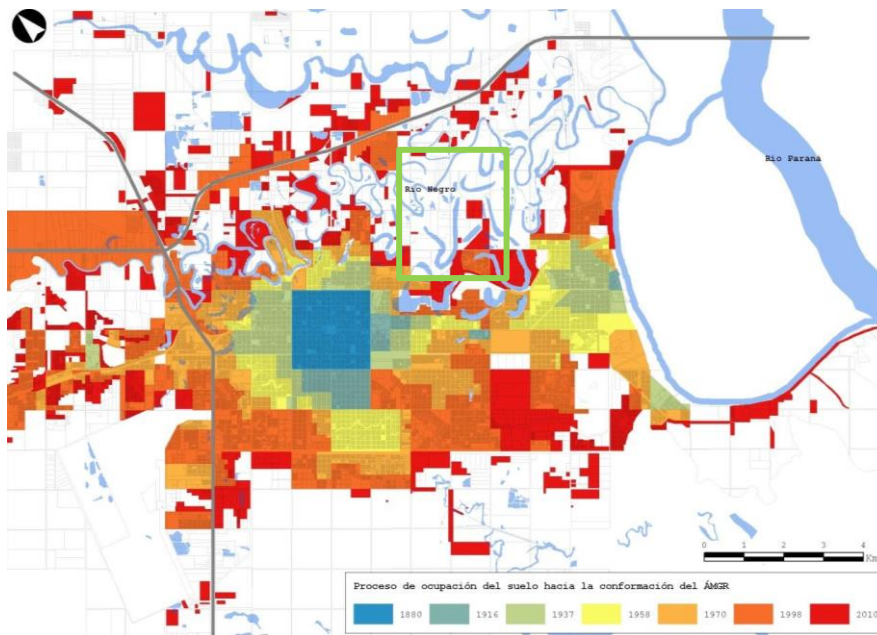 Rio Parana
Rio Negro
0 1 2 3 4
Km
Proceso de ocupación del suelo hacia la conformación del ÁMGR
1880 1916 1937 1958 1970 1998 2010